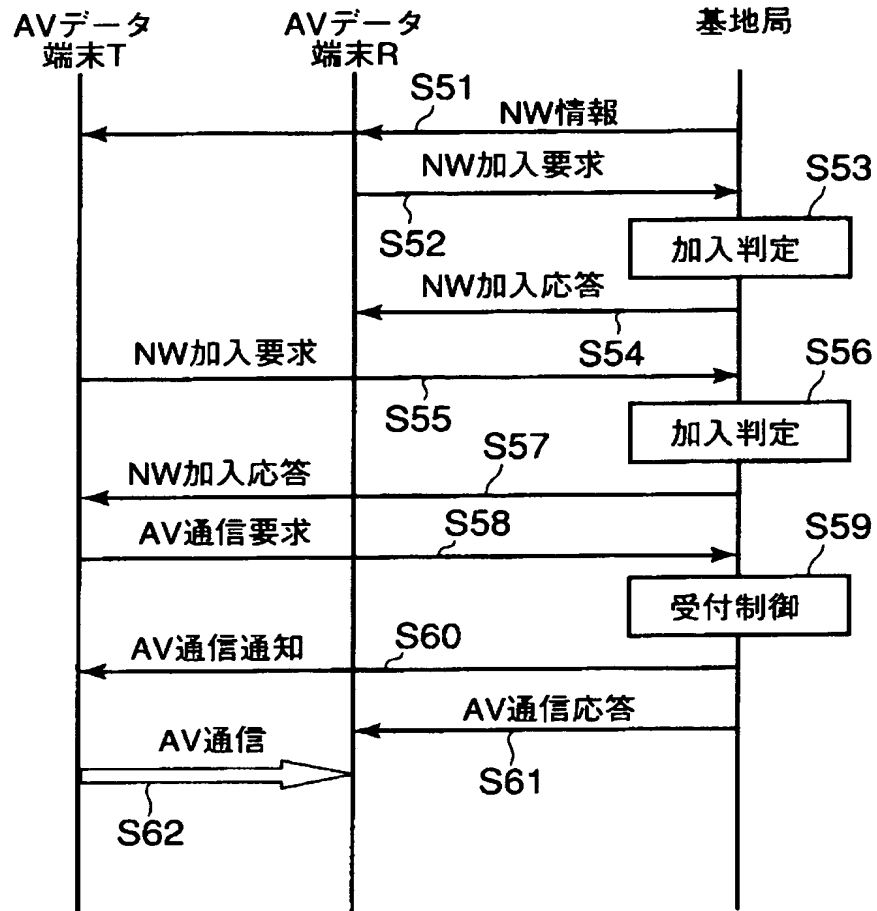 AVデータ
端末T
AVデータ
端末R
基地局
S51
NW情報
NW加入要求
S52
S53
加入判定
NW加入応答
S54
NW加入要求
S55
S56
加入判定
S57
NW加入応答
AV通信要求
S58
S59
受付制御
AV通信通知
S60
AV通信応答
S61
AV通信
S62